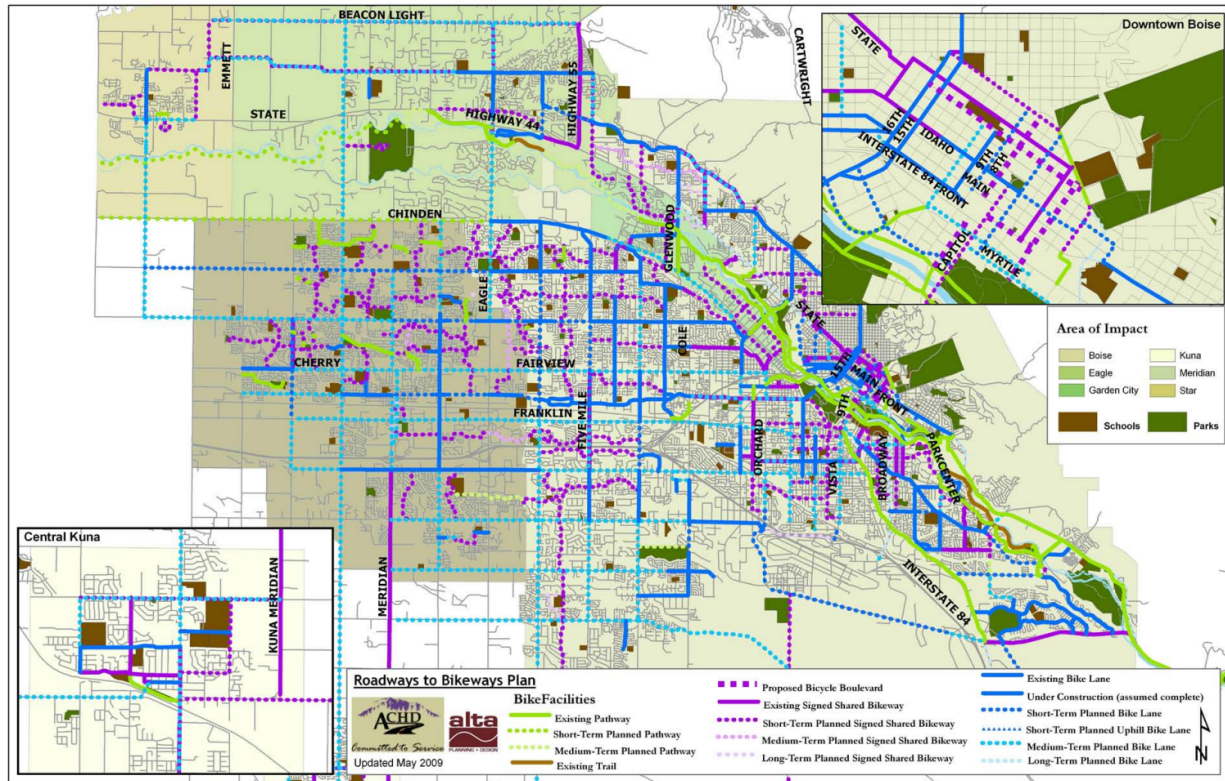 BEACON LIGHT
EMMETT
STATE
HIGHWAY 44
HIGHWAY 55
CARTWRIGHT
CHINDEN
GLENWOOD
EAGLE
CHERRY
FAIRVIEW
COLE
FRANKLIN
FIVE MILE
STATE
15TH
MAIN
FRONT
9TH
ORCHARD
VISTA
BROADWAY
PARKCENTER
MERIDIAN
INTERSTATE 84
Downtown Boise
STATE
16TH
15TH
IDAHO
9TH
8TH
MAIN
INTERSTATE 84
FRONT
CAPITOL
MYRTLE
Area of Impact
Boise
Eagle
Garden City
Kuna
Meridian
Star
Schools
Parks
Central Kuna
KUNA MERIDIAN
Roadways to Bikeways Plan
ACHD
Committed to Service
alta
PLANNING + DESIGN
Updated May 2009
BikeFacilities
Existing Pathway
Short-Term Planned Pathway
Medium-Term Planned Pathway
Existing Trail
Proposed Bicycle Boulevard
Existing Signed Shared Bikeway
Short-Term Planned Signed Shared Bikeway
Medium-Term Planned Signed Shared Bikeway
Long-Term Planned Signed Shared Bikeway
Existing Bike Lane
Under Construction (assumed complete)
Short-Term Planned Bike Lane
Short-Term Planned Uphill Bike Lane
Medium-Term Planned Bike Lane
Long-Term Planned Bike Lane
N